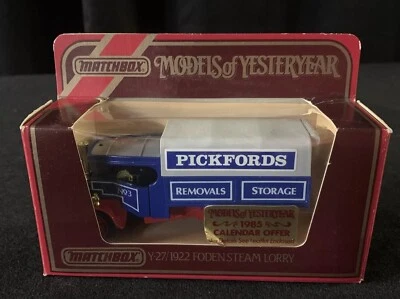 MATCHBOX
MODELS of YESTERYEAR
PICKFORDS
REMOVALS STORAGE
MODELS of YESTERYEAR
1985
CALENDAR OFFER
MATCHBOX
Y-27/1922 FODEN STEAM LORRY